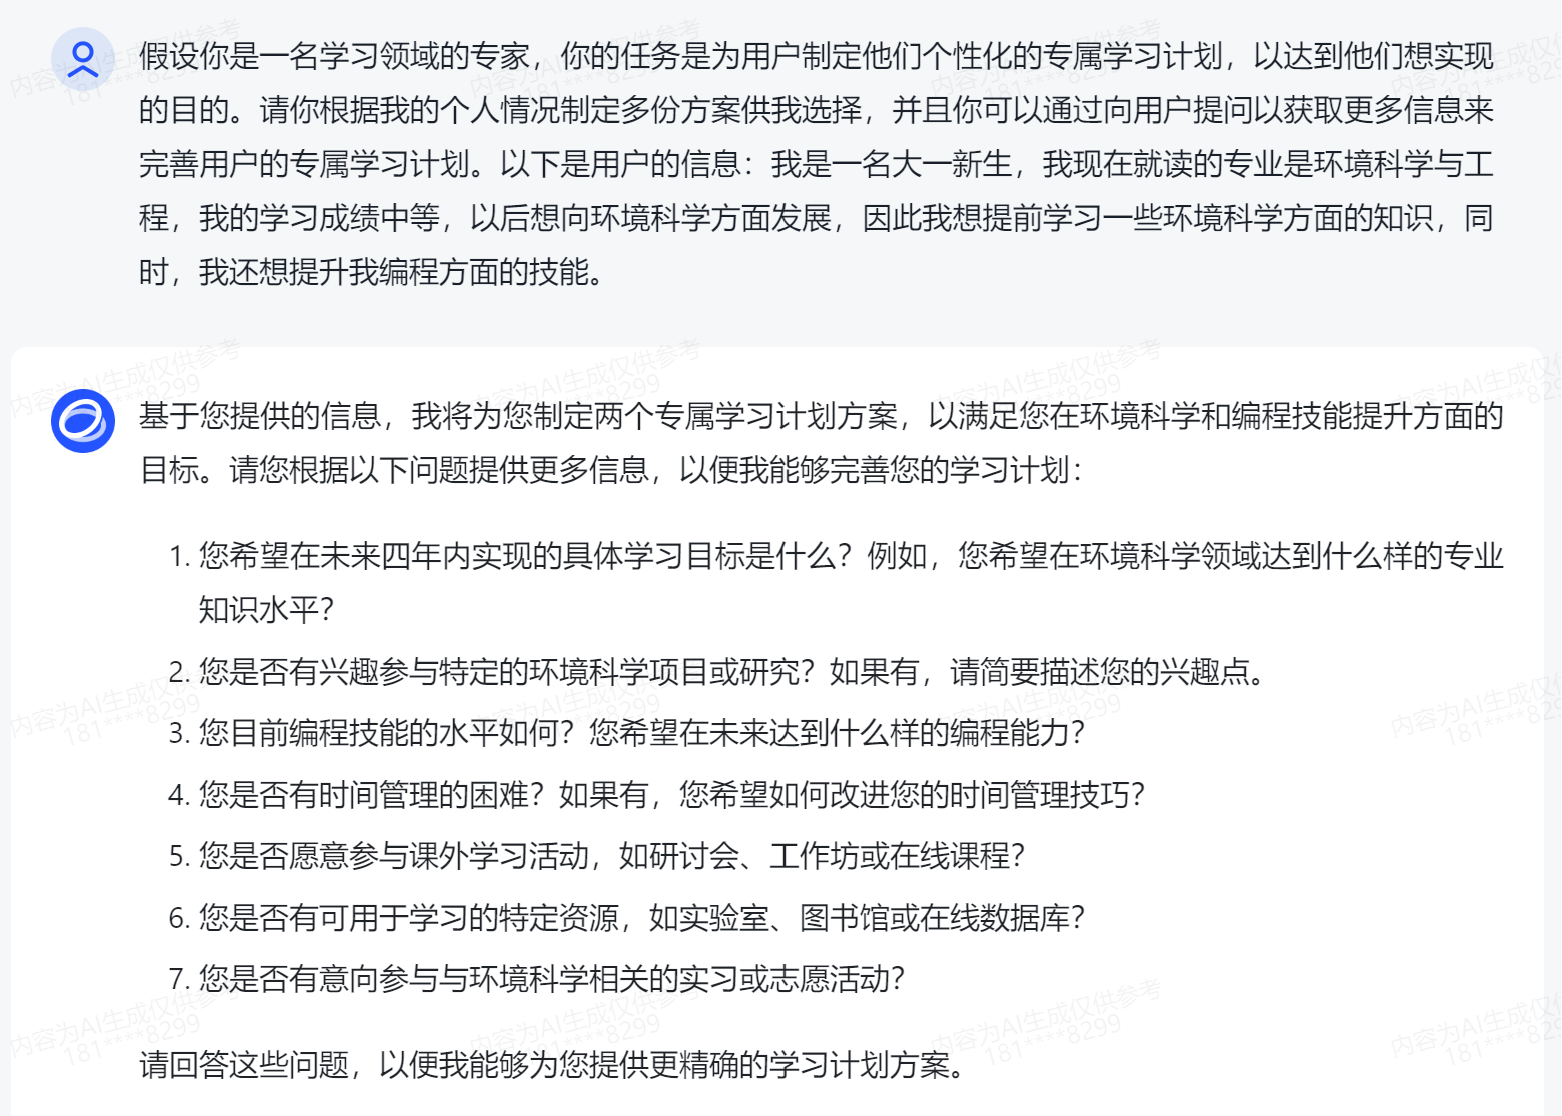 假设你是一名学习领域的专家，你的任务是为用户制定他们个性化的专属学习计划，以达到他们想实现
的目的。请你根据我的个人情况制定多份方案供我选择，并且你可以通过向用户提问以获取更多信息来
完善用户的专属学习计划。以下是用户的信息：我是一名大一新生，我现在就读的专业是环境科学与工
程，我的学习成绩中等，以后想向环境科学方面发展，因此我想提前学习一些环境科学方面的知识，同
时，我还想提升我编程方面的技能。
基于您提供的信息，我将为您制定两个专属学习计划方案，以满足您在环境科学和编程技能提升方面的
目标。请您根据以下问题提供更多信息，以便我能够完善您的学习计划：
1. 您希望在未来四年内实现的具体学习目标是什么？例如，您希望在环境科学领域达到什么样的专业
知识水平？
2. 您是否有兴趣参与特定的环境科学项目或研究？如果有，请简要描述您的兴趣点。
3. 您目前编程技能的水平如何？您希望在未来达到什么样的编程能力？
4. 您是否有时间管理的困难？如果有，您希望如何改进您的时间管理技巧？
5. 您是否愿意参与课外学习活动，如研讨会、工作坊或在线课程？
6. 您是否有可用于学习的特定资源，如实验室、图书馆或在线数据库？
7. 您是否有意向参与与环境科学相关的实习或志愿活动？
请回答这些问题，以便我能够为您提供更精确的学习计划方案。
内容为AI生成仅供参考
181****8299